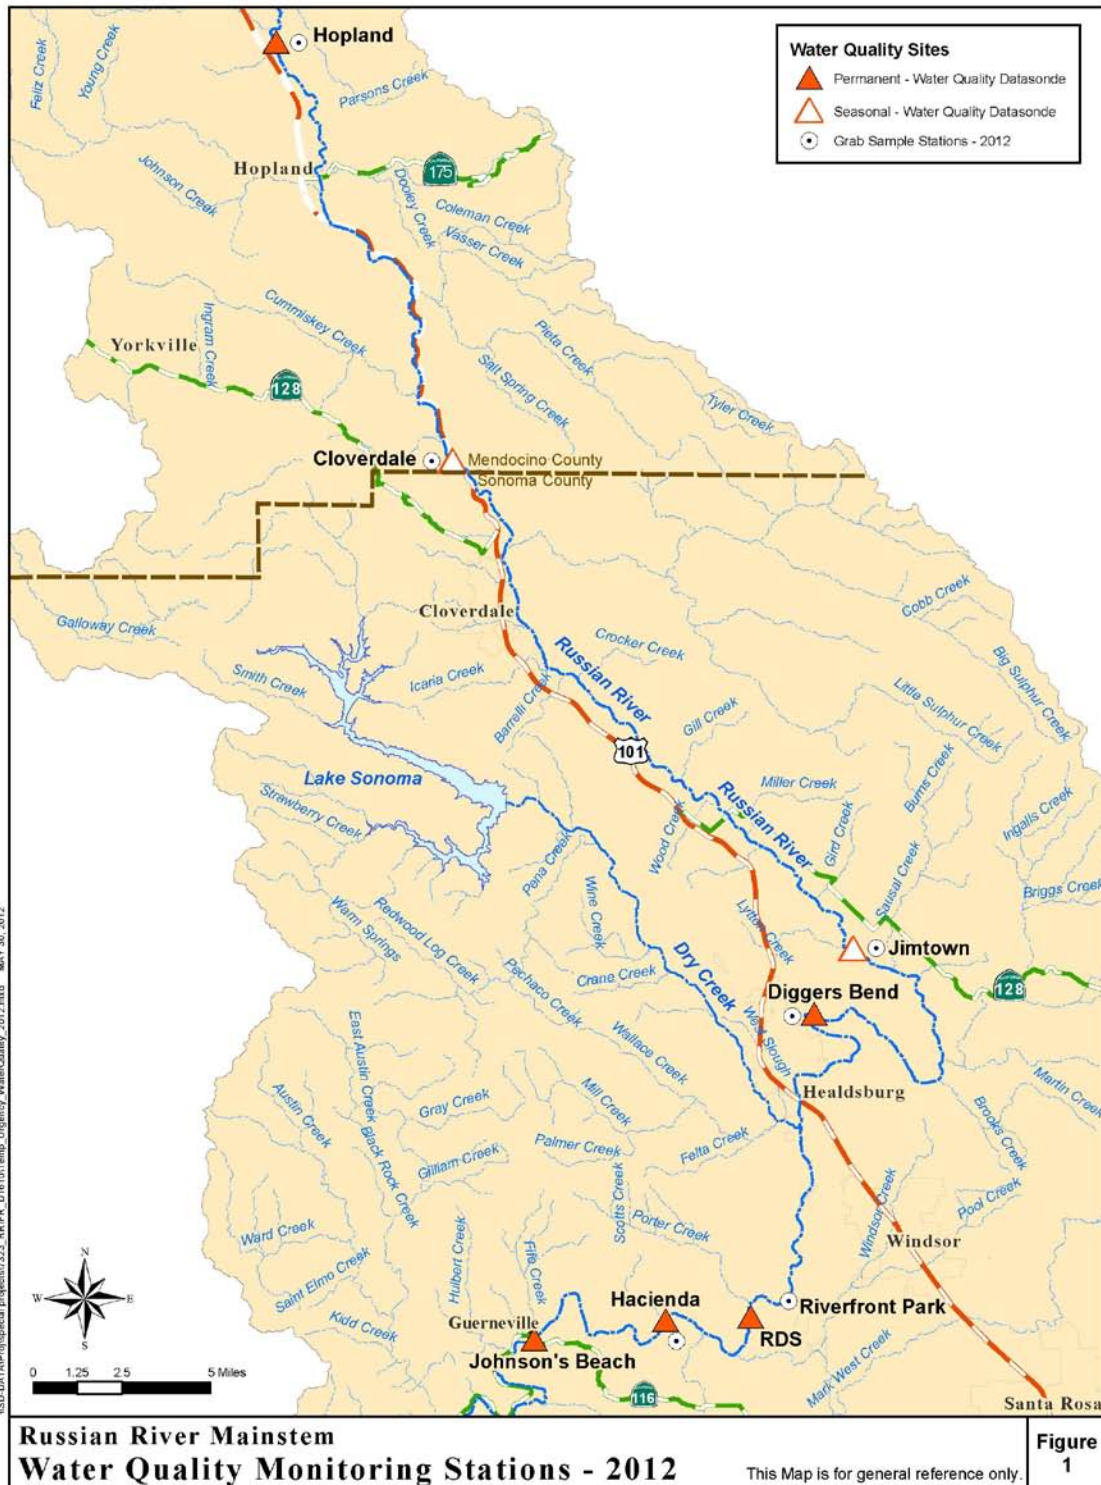 Hopland
Water Quality Sites
Permanent - Water Quality Datasonde
Seasonal - Water Quality Datasonde
Grab Sample Stations - 2012
Feliz Creek
Young Creek
Parsons Creek
Hopland
175
Johnson Creek
Dooley Creek
Coleman Creek
Vasser Creek
Cummiskey Creek
Ingram Creek
Yorkville
Pieta Creek
Salt Spring Creek
128
Tyler Creek
Cloverdale
Mendocino County
Sonoma County
Cloverdale
Cobb Creek
Galloway Creek
Crocker Creek
Russian River
Big Sulphur Creek
Smith Creek
Icaria Creek
Barrelli Creek
Little Sulphur Creek
Gill Creek
101
Lake Sonoma
Miller Creek
Russian River
Burns Creek
Strawberry Creek
Wood Creek
Gird Creek
Ingalls Creek
Pena Creek
Sausal Creek
Briggs Creek
Wine Creek
Warm Springs
Redwood Log Creek
Lytton Creek
Jimtown
Dry Creek
Pechaco Creek
Crane Creek
128
Diggers Bend
West Slough
East Austin Creek
Wallace Creek
Martin Creek
Healdsburg
Austin Creek
Gray Creek
Mill Creek
Brooks Creek
Black Rock Creek
Gilliam Creek
Palmer Creek
Felta Creek
Scotts Creek
Windsor Creek
Pool Creek
Ward Creek
Porter Creek
Windsor
Hulbert Creek
Fife Creek
Saint Elmo Creek
N
W
E
S
Kidd Creek
Guerneville
Hacienda
Riverfront Park
RDS
Johnson's Beach
Mark West Creek
0 1.25 2.5 5 Miles
116
Santa Rosa
Russian River Mainstem
Water Quality Monitoring Stations - 2012
This Map is for general reference only.
Figure
1